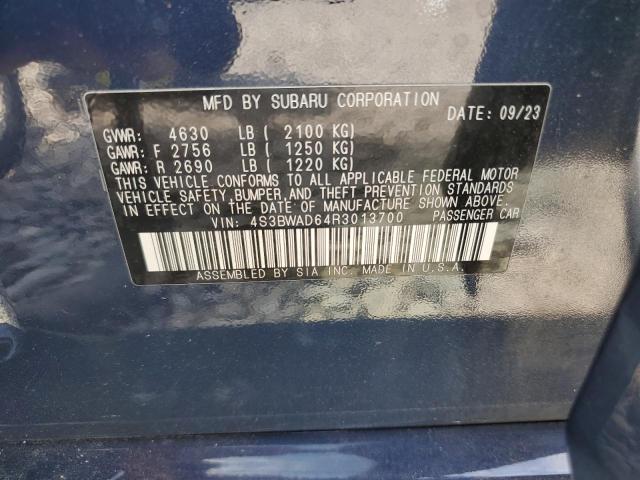 MFD BY SUBARU CORPORATION
DATE: 09/23
GVWR: 4630 LB ( 2100 KG)
GAWR: F 2756 LB ( 1250 KG)
GAWR: R 2690 LB ( 1220 KG)
THIS VEHICLE CONFORMS TO ALL APPLICABLE FEDERAL MOTOR
VEHICLE SAFETY, BUMPER, AND THEFT PREVENTION STANDARDS
IN EFFECT ON THE DATE OF MANUFACTURE SHOWN ABOVE.
VIN: 4S3BWAD64R3013700 PASSENGER CAR
ASSEMBLED BY SIA INC. MADE IN U.S.A.